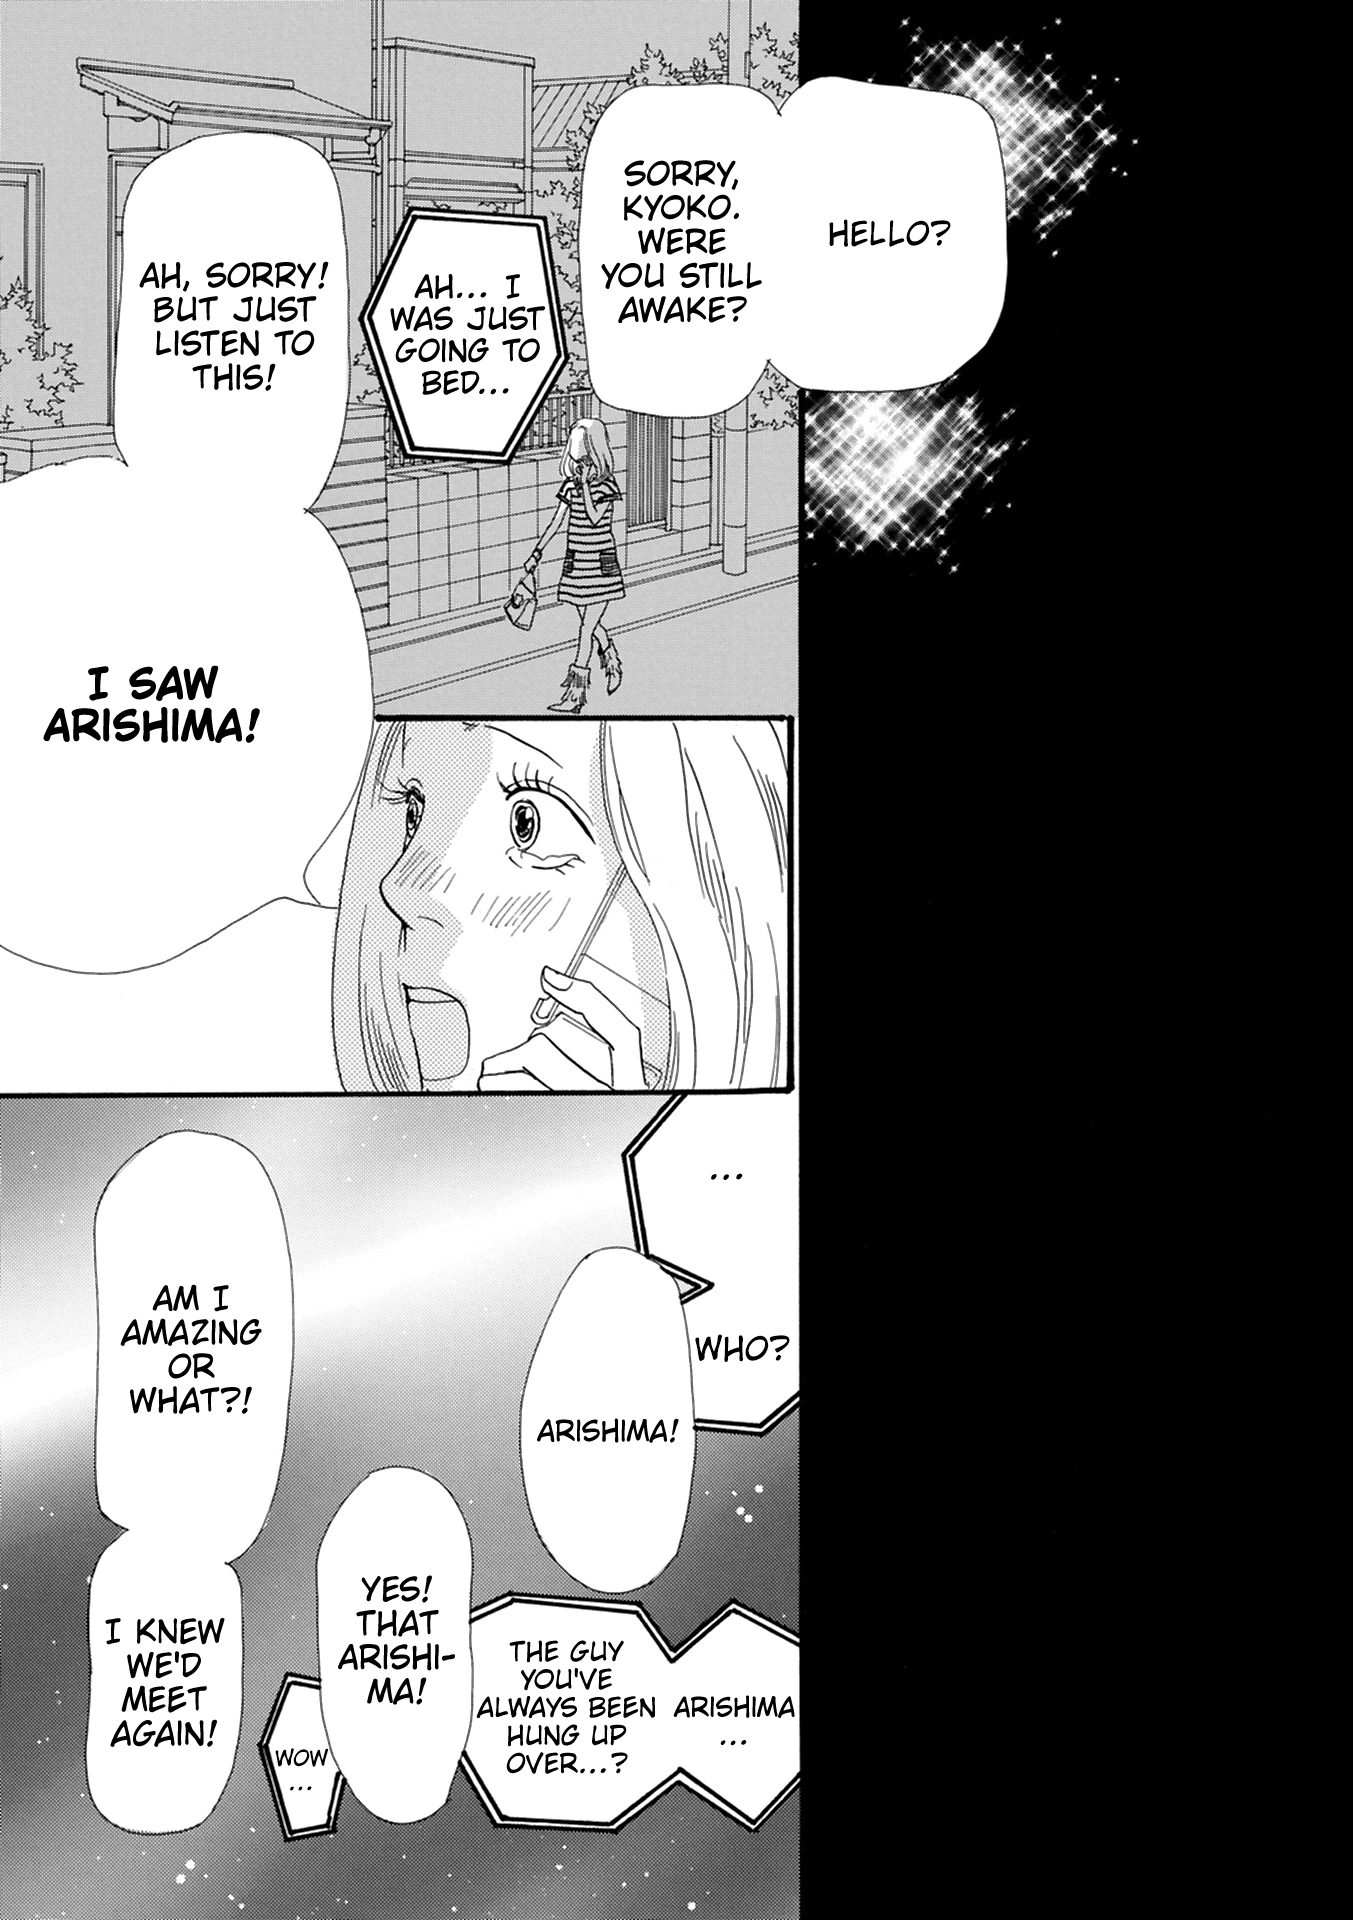 HELLO?
SORRY,
KYOKO.
WERE
YOU STILL
AWAKE?
AH... I
WAS JUST
GOING TO
BED...
AH, SORRY!
BUT JUST
LISTEN TO
THIS!
I SAW
ARISHIMA!
...
WHO?
ARISHIMA!
ARISHIMA
...
THE GUY
YOU'VE
ALWAYS BEEN
HUNG UP
OVER...?
YES!
THAT
ARISHI-
MA!
WOW
...
AM I
AMAZING
OR
WHAT?!
I KNEW
WE'D
MEET
AGAIN!